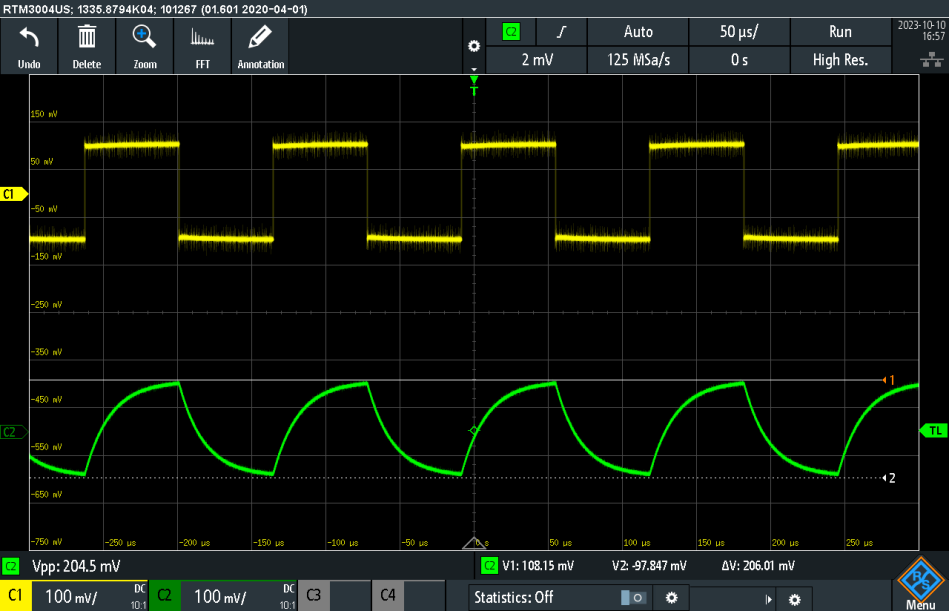 RTM3004US; 1335.8794K04; 101267 (01.601 2020-04-01)
Undo
Delete
Zoom
FFT
Annotation
C2
Auto
50 µs/
Run
2023-10-10
16:57
2 mV
125 MSa/s
0 s
High Res.
T
150 mV
50 mV
C1
-50 mV
-150 mV
-250 mV
-350 mV
1
-450 mV
C2
TL
-550 mV
2
-650 mV
-750 mV
-250 µs
-200 µs
-150 µs
-100 µs
-50 µs
0 s
50 µs
100 µs
150 µs
200 µs
250 µs
C2 Vpp: 204.5 mV
C2 V1: 108.15 mV V2: -97.847 mV ΔV: 206.01 mV
C1 100 mV/ DC 10:1
C2 100 mV/ DC 10:1
C3
C4
Statistics: Off
R&S
Menu